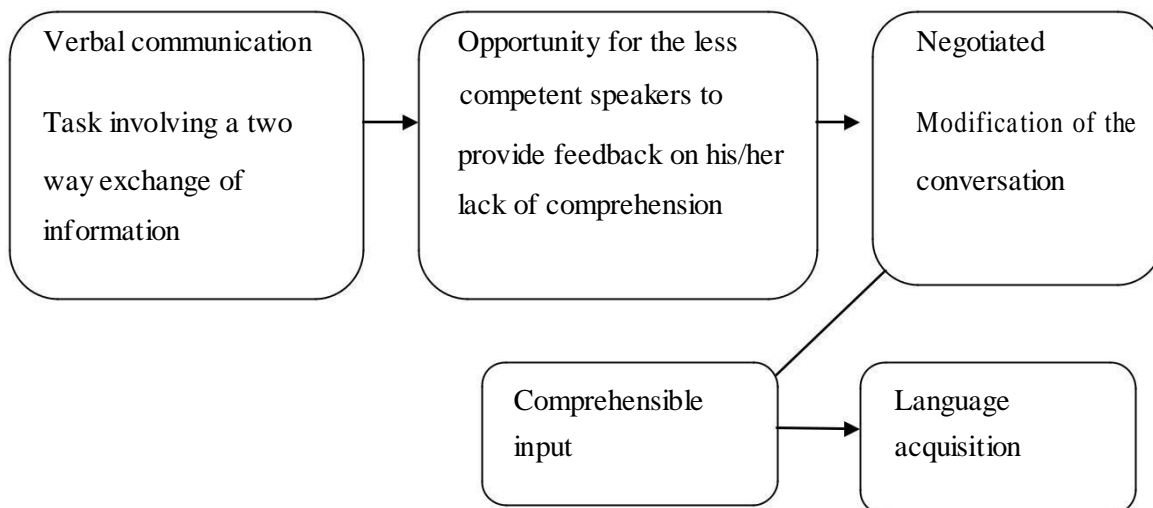 Verbal communication
Task involving a two
way exchange of
information
Opportunity for the less
competent speakers to
provide feedback on his/her
lack of comprehension
Negotiated
Modification of the
conversation
Comprehensible
input
Language
acquisition